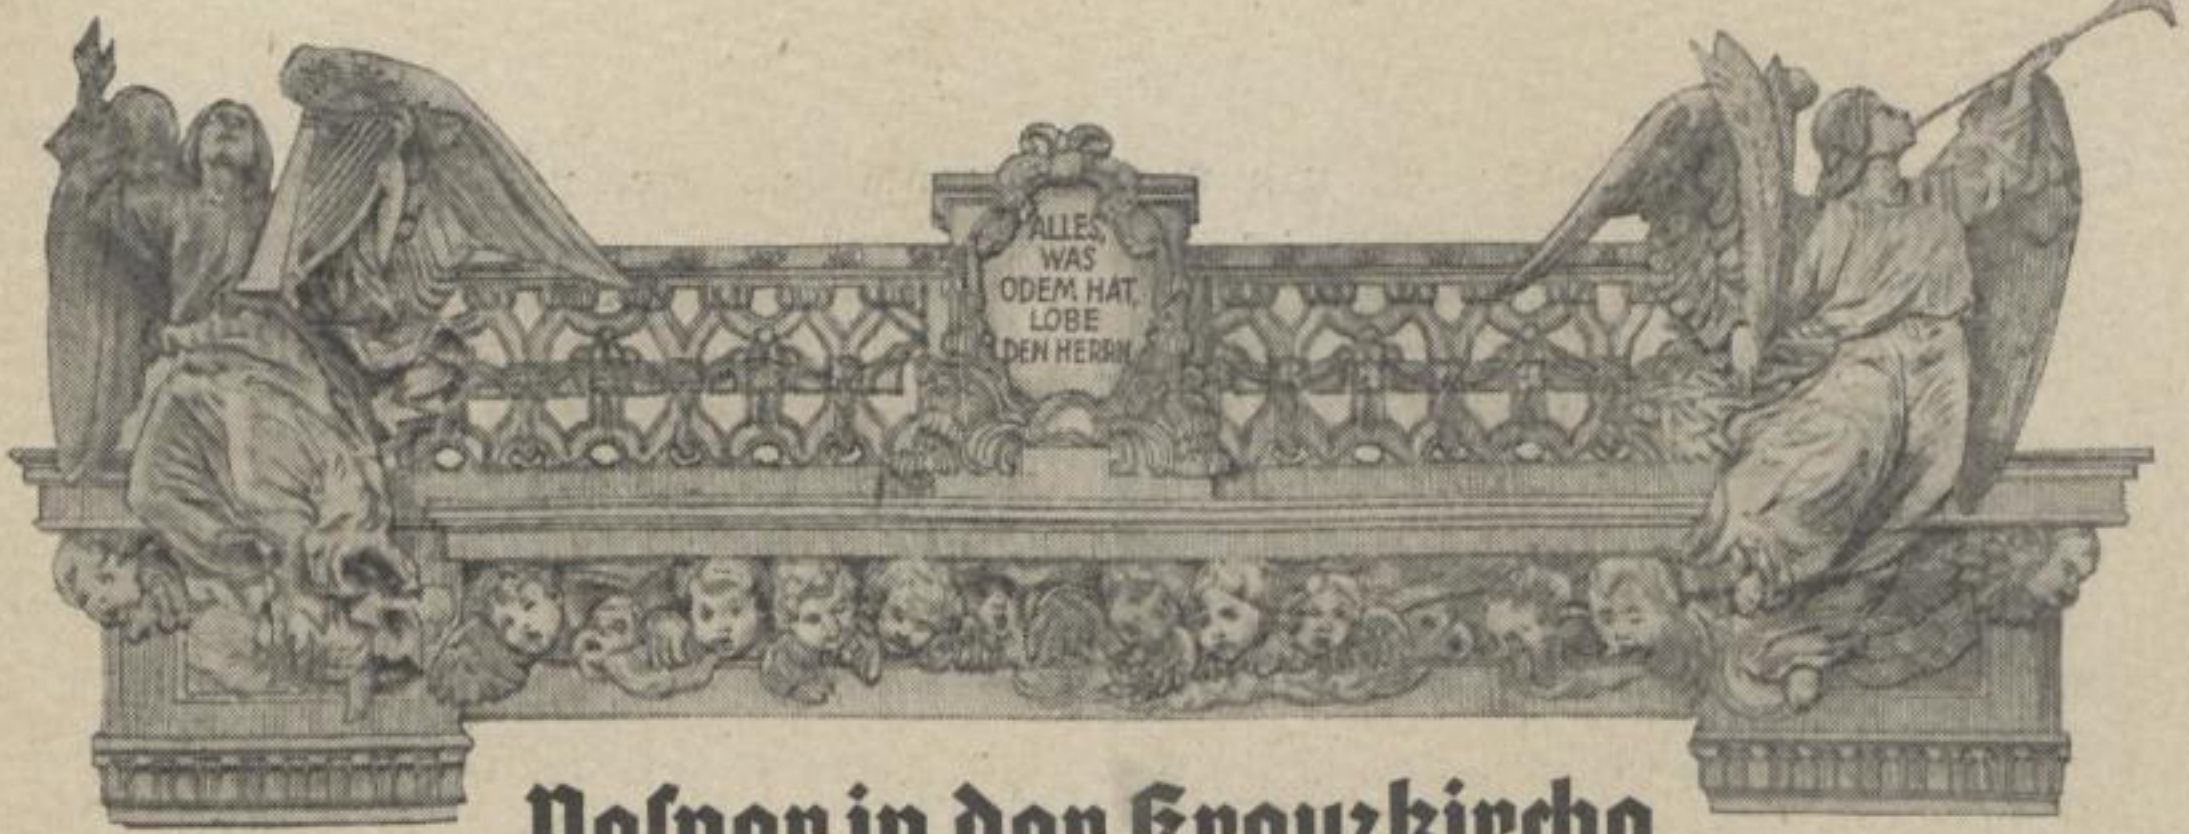 ALLES,
WAS
ODEM HAT,
LOBE
DEN HERRN
Vesper in der Kreuzkirche